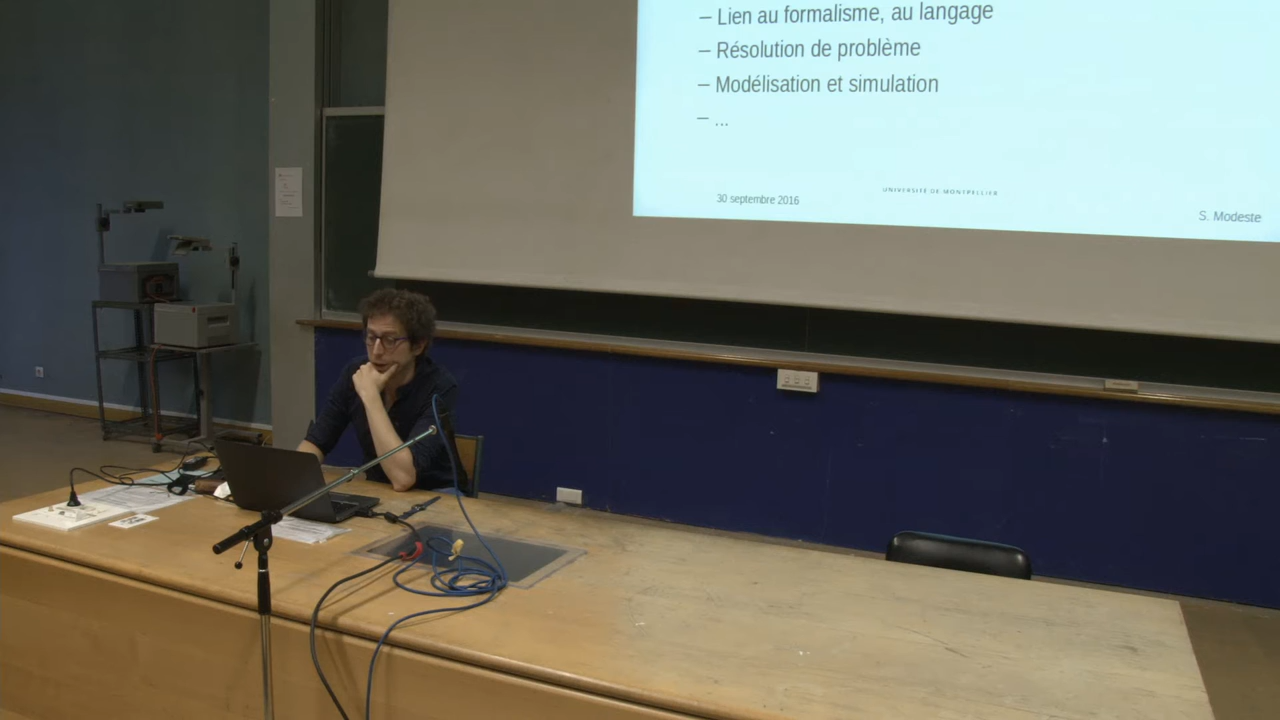 – Lien au formalisme, au langage
– Résolution de problème
– Modélisation et simulation
– ...
30 septembre 2016
UNIVERSITÉ DE MONTPELLIER
S. Modeste